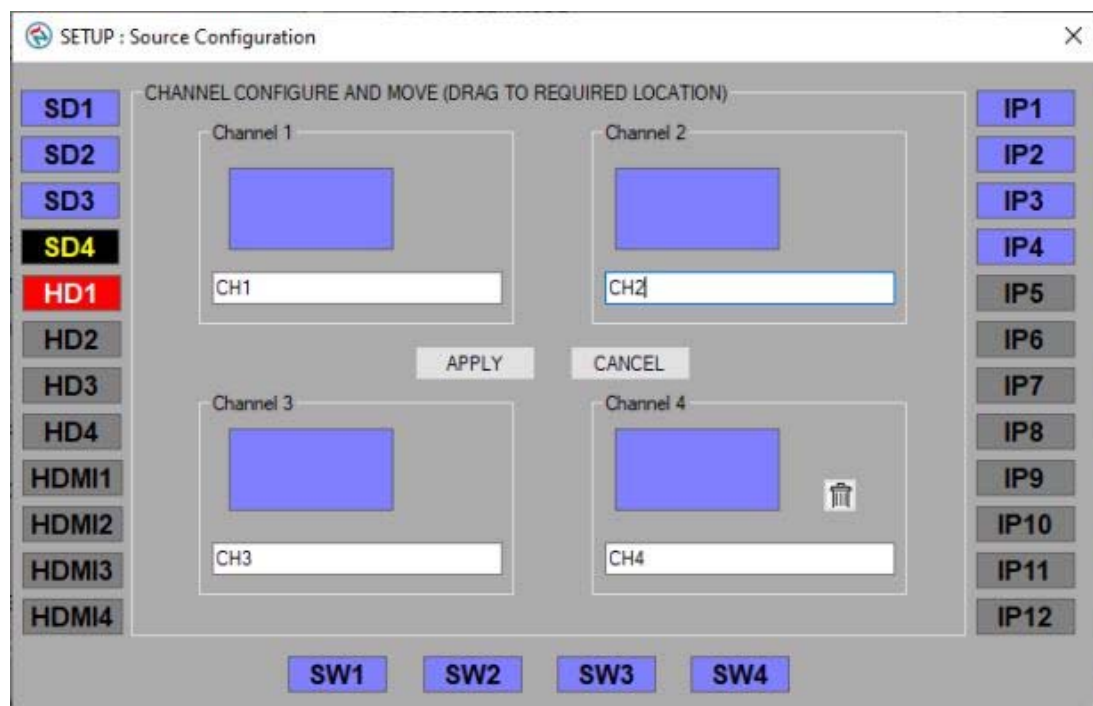 SETUP : Source Configuration
CHANNEL CONFIGURE AND MOVE (DRAG TO REQUIRED LOCATION)
SD1
SD2
SD3
SD4
HD1
HD2
HD3
HD4
HDMI1
HDMI2
HDMI3
HDMI4
Channel 1
CH1
Channel 2
CH2
APPLY
CANCEL
Channel 3
CH3
Channel 4
CH4
IP1
IP2
IP3
IP4
IP5
IP6
IP7
IP8
IP9
IP10
IP11
IP12
SW1
SW2
SW3
SW4